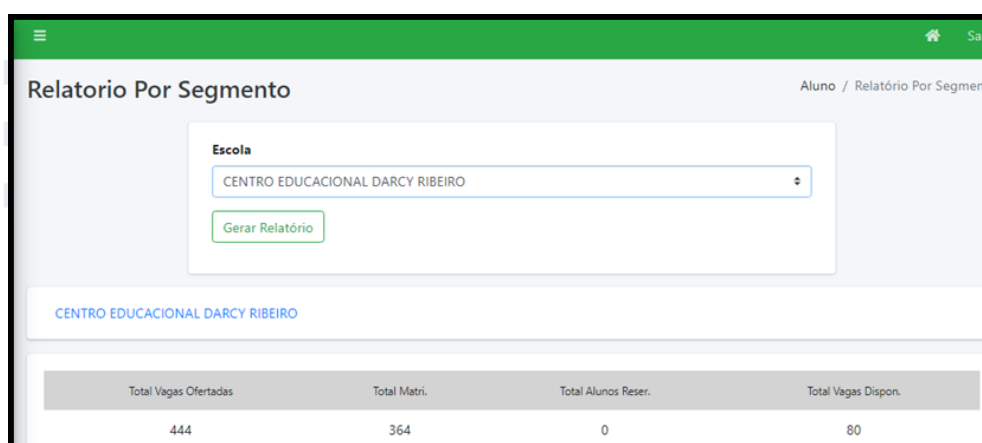 Relatorio Por Segmento
Aluno / Relatório Por
Escola
CENTRO EDUCACIONAL DARCY RIBEIRO
Gerar Relatório
CENTRO EDUCACIONAL DARCY RIBEIRO
Total Vagas Ofertadas Total Matri. Total Alunos Reser. Total Vagas Dispon.
444 364 0 80